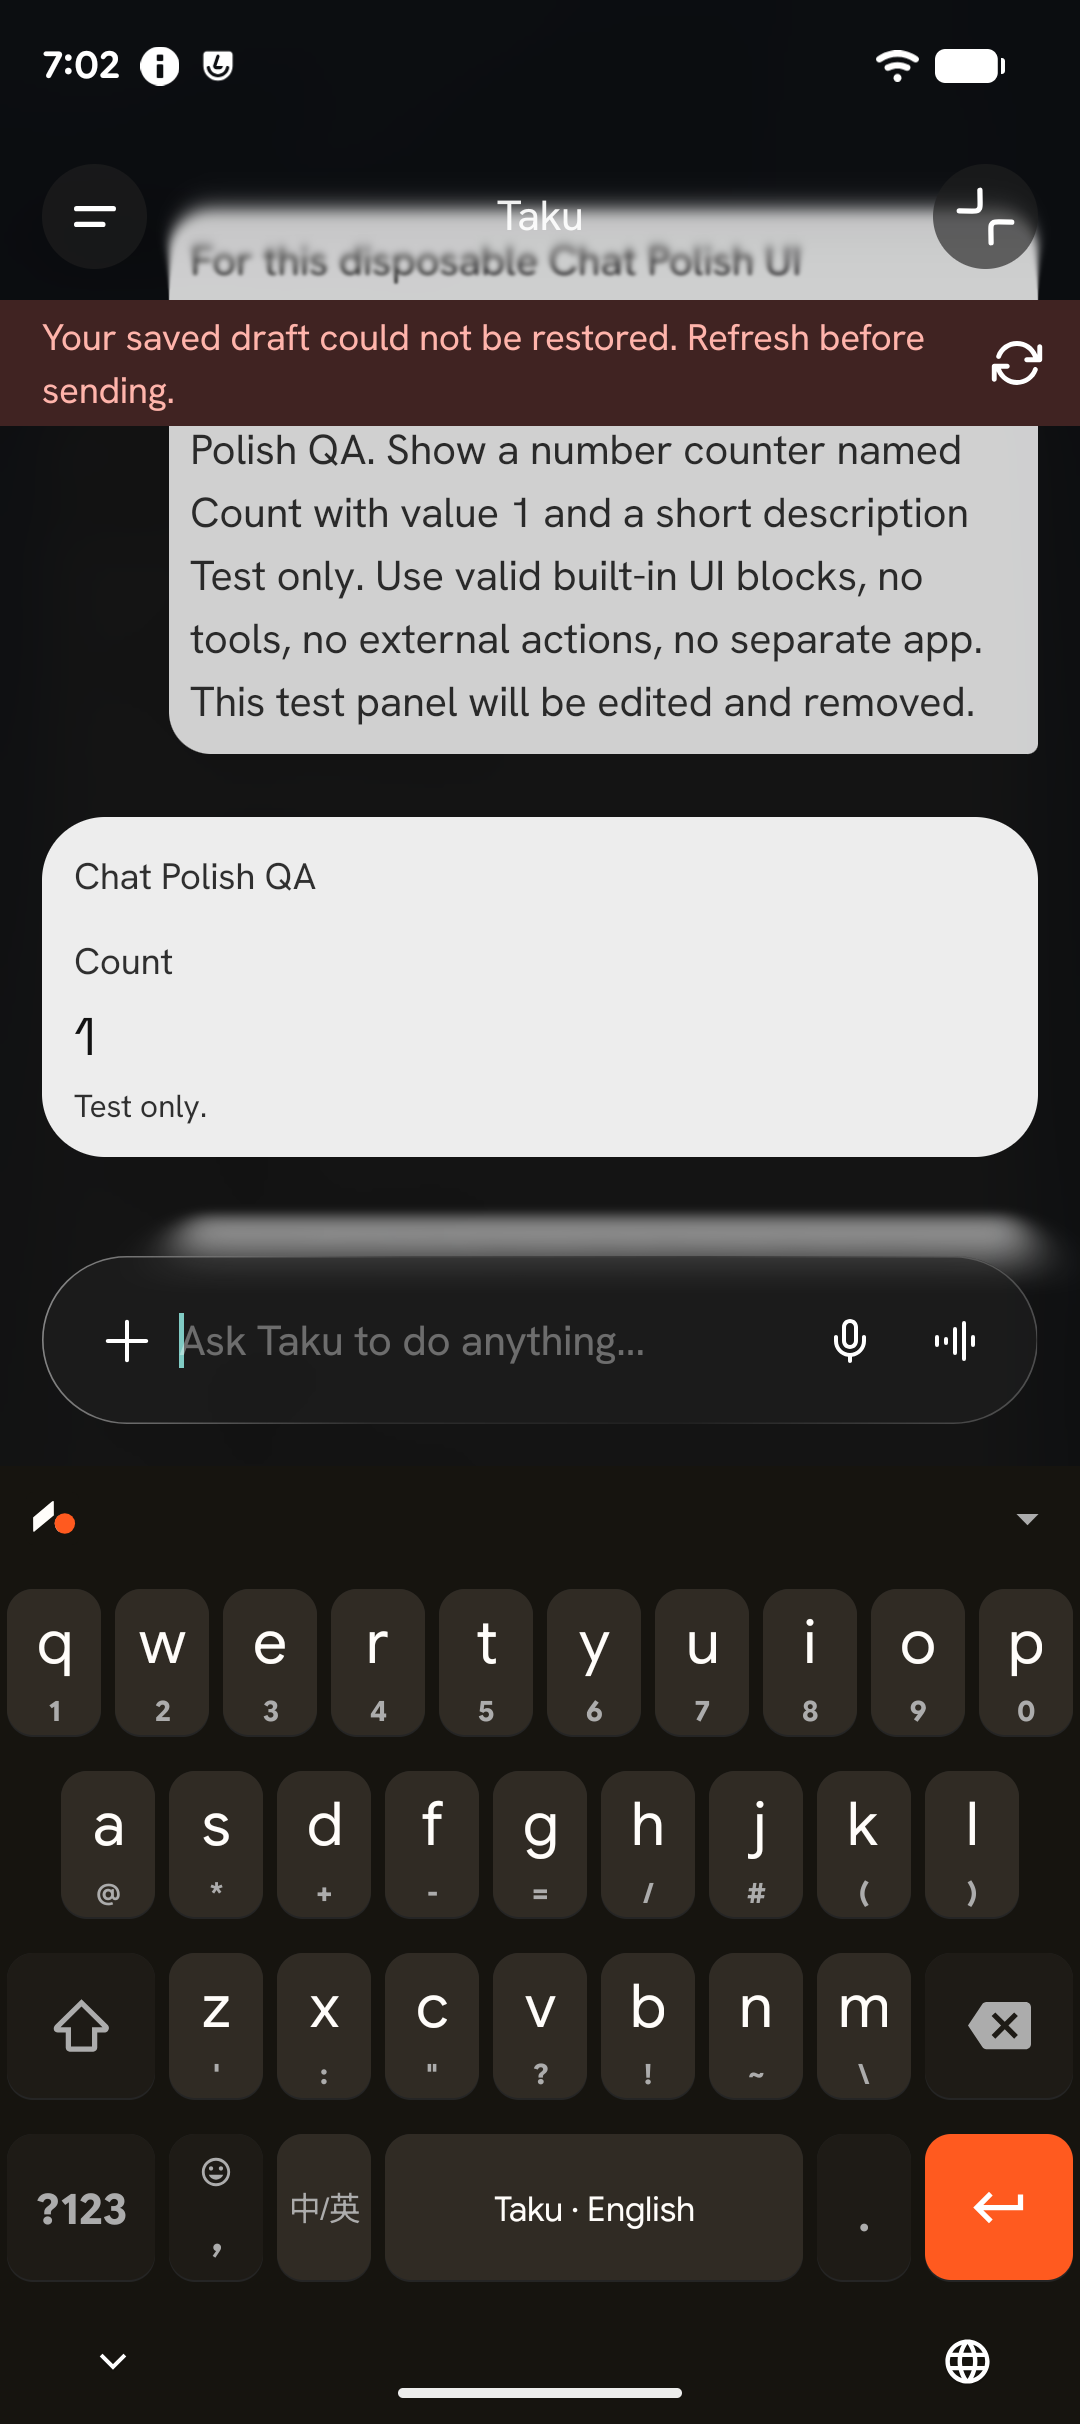 7:02
Taku
For this disposable Chat Polish UI
Your saved draft could not be restored. Refresh before
sending.
Polish QA. Show a number counter named
Count with value 1 and a short description
Test only. Use valid built-in UI blocks, no
tools, no external actions, no separate app.
This test panel will be edited and removed.
Chat Polish QA
Count
1
Test only.
Ask Taku to do anything...
q w e r t y u i o p
1 2 3 4 5 6 7 8 9 0
a s d f g h j k l
@ * + - = / # ( )
z x c v b n m
' : " ? ! ~ \
?123 , 中/英 Taku · English .